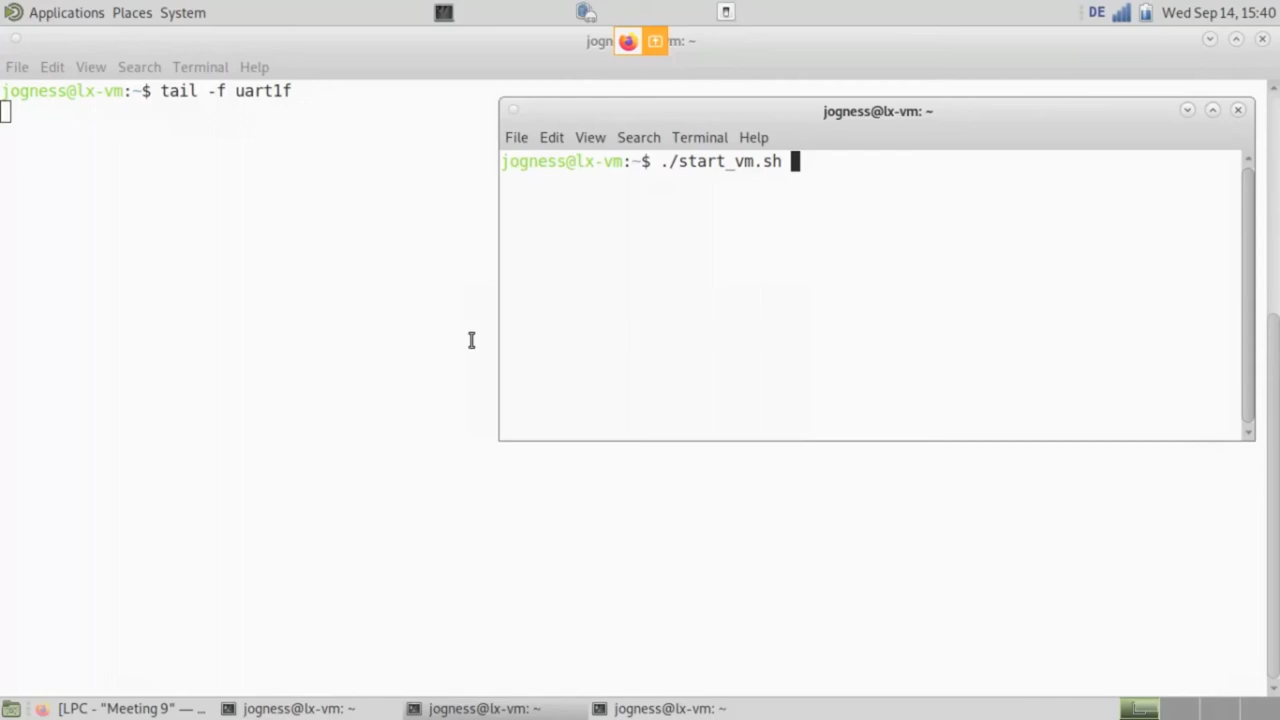 Applications Places System
DE Wed Sep 14, 15:40
jogn m: ~
File Edit View Search Terminal Help
jogness@lx-vm:~$ tail -f uart1f
jogness@lx-vm: ~
File Edit View Search Terminal Help
jogness@lx-vm:~$ ./start_vm.sh
[LPC - "Meeting 9" — ... jogness@lx-vm: ~ jogness@lx-vm: ~ jogness@lx-vm: ~